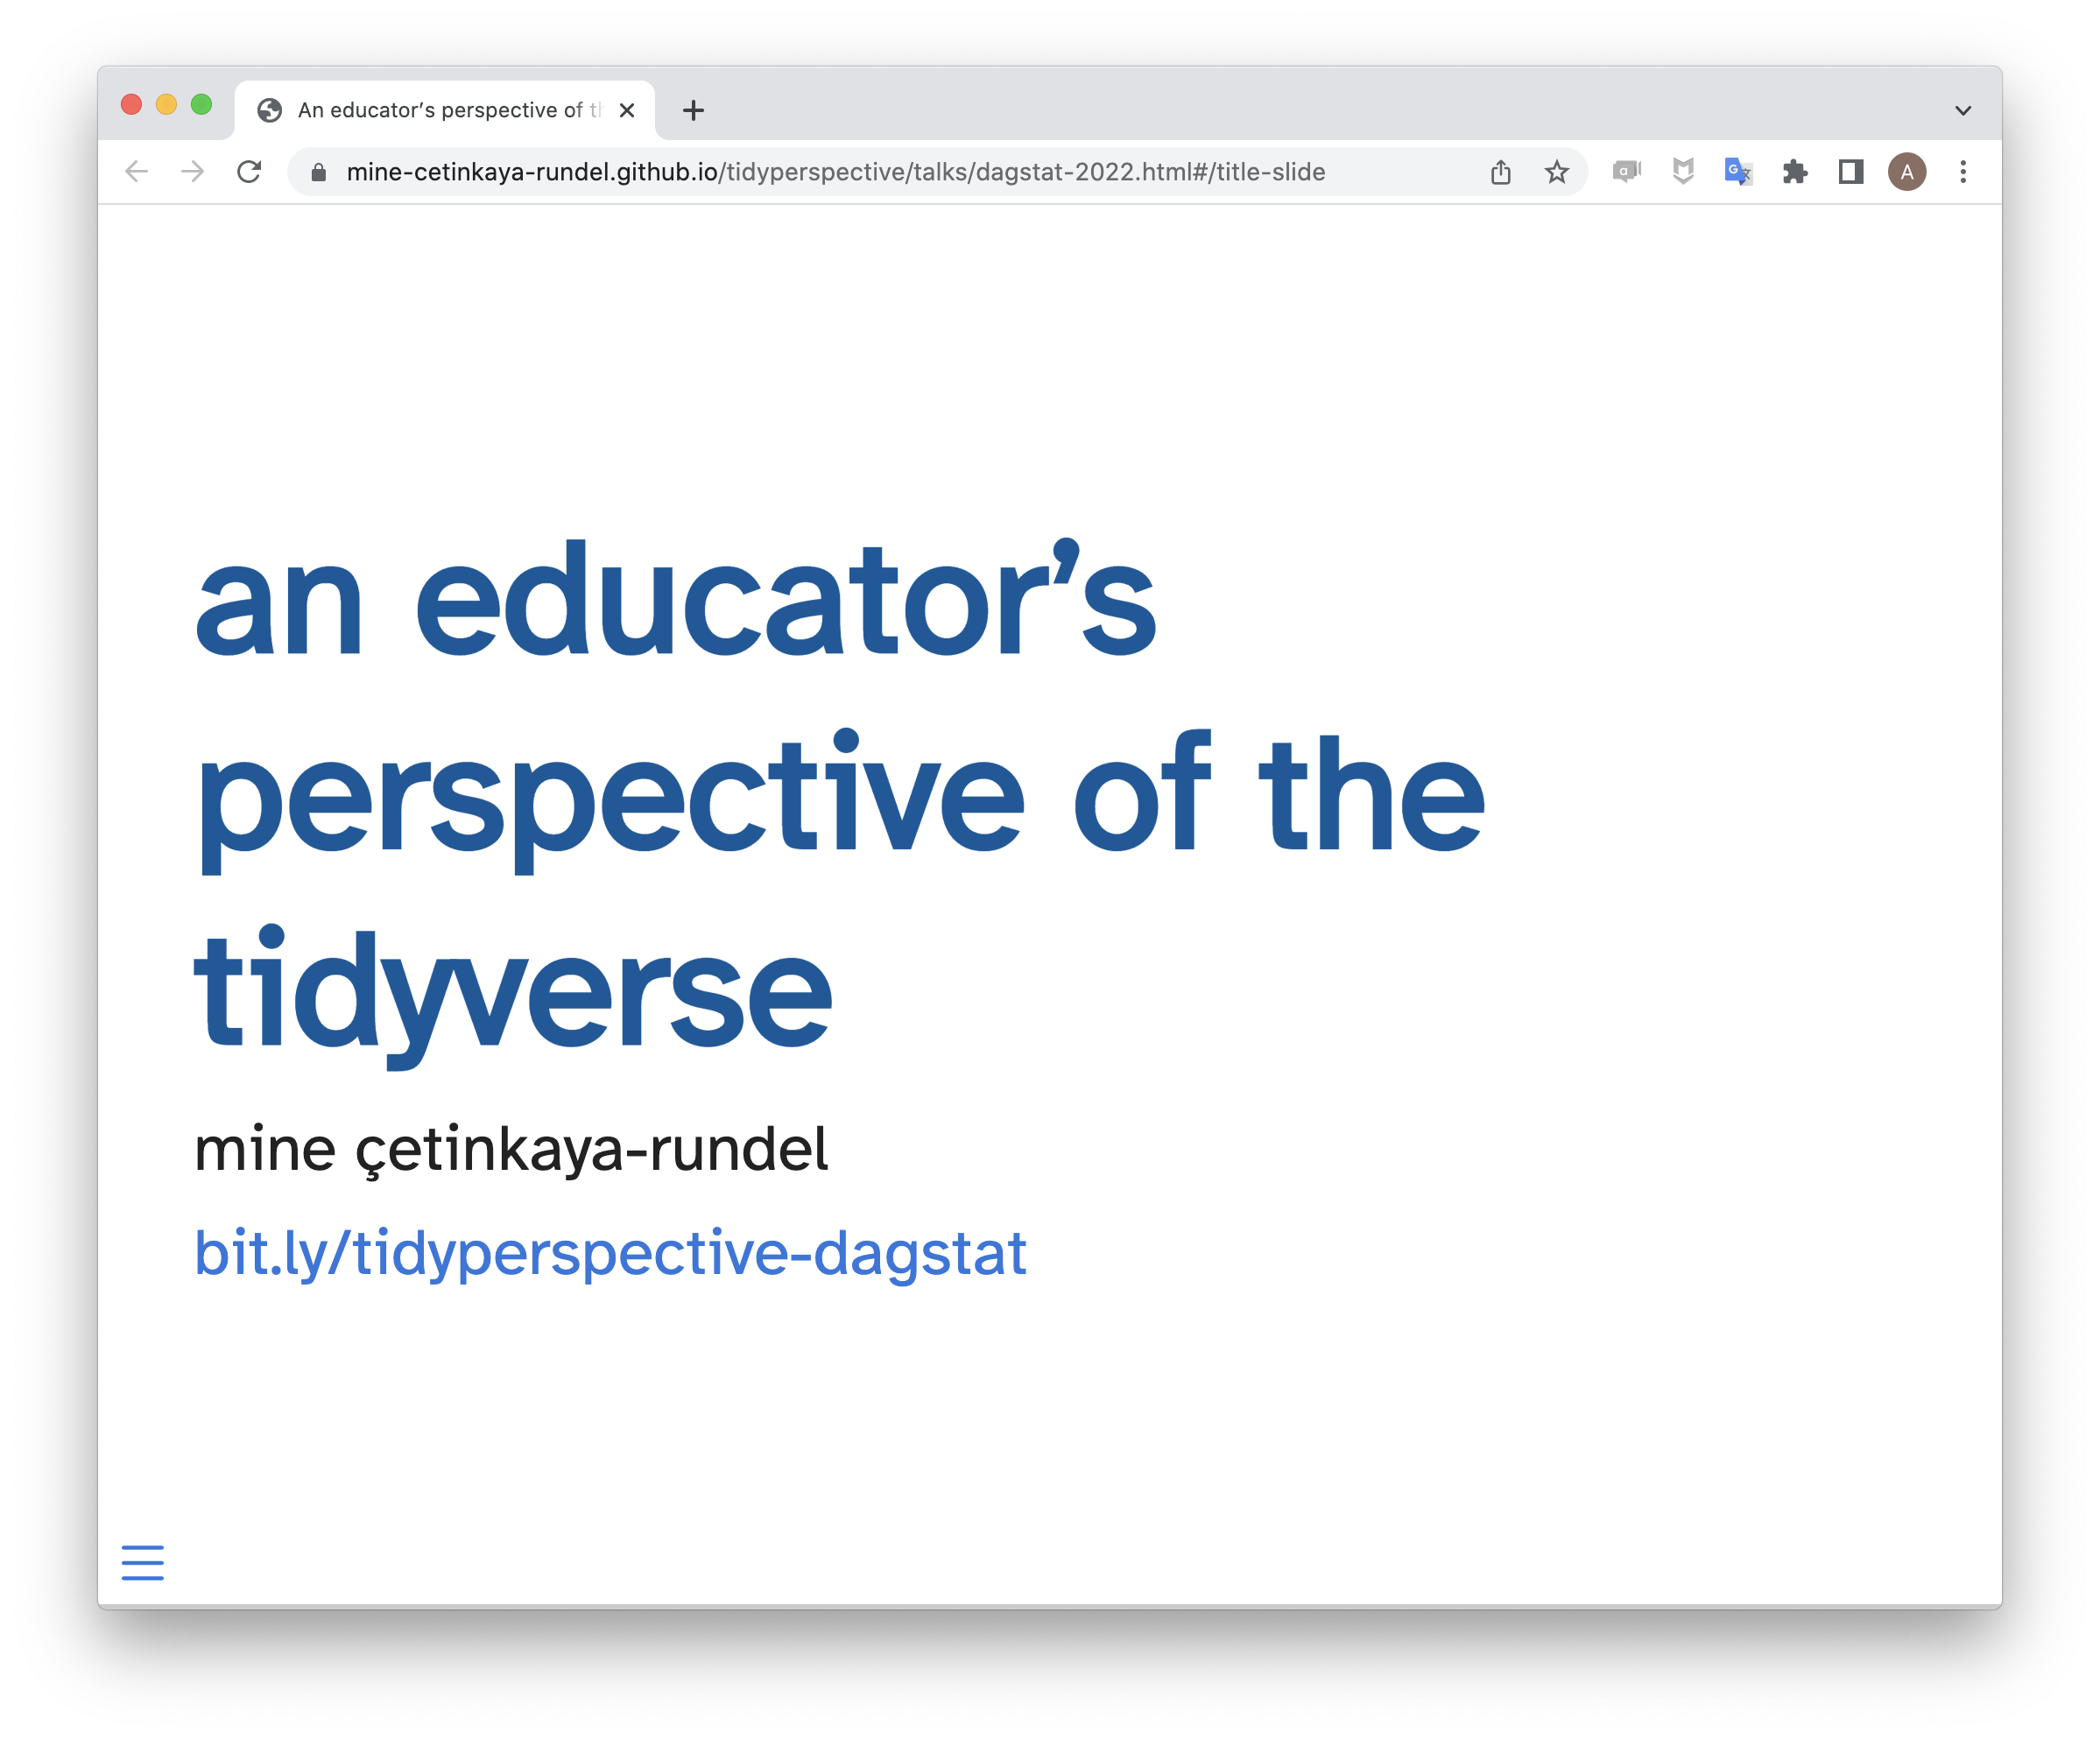 An educator's perspective of t
mine-cetinkaya-rundel.github.io/tidyperspective/talks/dagstat-2022.html#/title-slide
A
an educator’s
perspective of the
tidyverse
mine çetinkaya-rundel
bit.ly/tidyperspective-dagstat